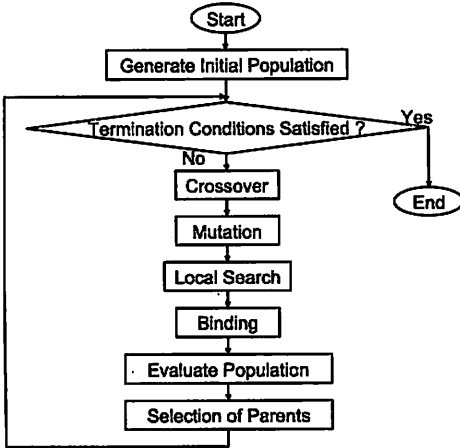 Start
Generate Initial Population
Termination Conditions Satisfied ?
Yes
No
Crossover
End
Mutation
Local Search
Binding
Evaluate Population
Selection of Parents